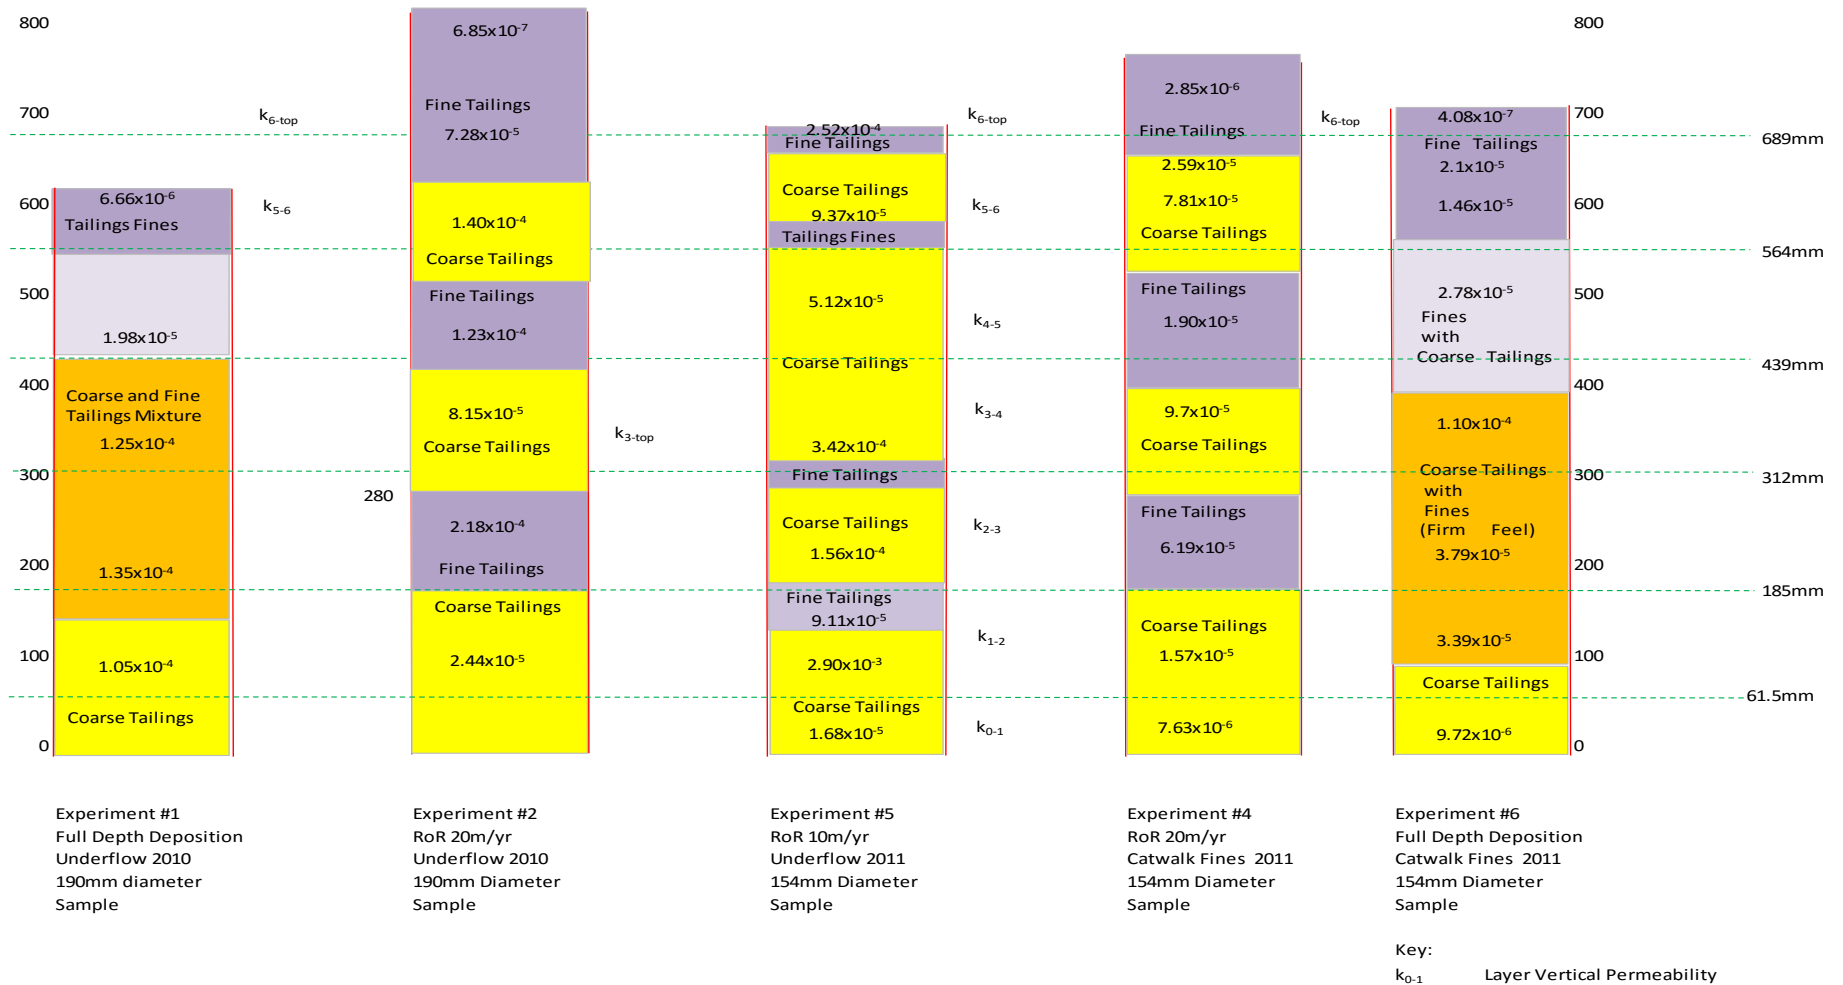 800
700
600
500
400
300
200
100
0
6.66x10⁻⁶
Tailings Fines
1.98x10⁻⁵
Coarse and Fine
Tailings Mixture
1.25x10⁻⁴
1.35x10⁻⁴
1.05x10⁻⁴
Coarse Tailings
k6-top
k5-6
280
6.85x10⁻⁷
Fine Tailings
7.28x10⁻⁵
1.40x10⁻⁴
Coarse Tailings
Fine Tailings
1.23x10⁻⁴
8.15x10⁻⁵
Coarse Tailings
2.18x10⁻⁴
Fine Tailings
Coarse Tailings
2.44x10⁻⁵
k3-top
2.52x10⁻⁴
Fine Tailings
Coarse Tailings
9.37x10⁻⁵
Tailings Fines
5.12x10⁻⁵
Coarse Tailings
3.42x10⁻⁴
Fine Tailings
Coarse Tailings
1.56x10⁻⁴
Fine Tailings
9.11x10⁻⁵
2.90x10⁻³
Coarse Tailings
1.68x10⁻⁵
k6-top
k5-6
k4-5
k3-4
k2-3
k1-2
k0-1
2.85x10⁻⁶
Fine Tailings
2.59x10⁻⁵
7.81x10⁻⁵
Coarse Tailings
Fine Tailings
1.90x10⁻⁵
9.7x10⁻⁵
Coarse Tailings
Fine Tailings
6.19x10⁻⁵
Coarse Tailings
1.57x10⁻⁵
7.63x10⁻⁶
k6-top
4.08x10⁻⁷
Fine Tailings
2.1x10⁻⁵
1.46x10⁻⁵
2.78x10⁻⁵
Fines
with
Coarse Tailings
1.10x10⁻⁴
Coarse Tailings
with
Fines
(Firm Feel)
3.79x10⁻⁵
3.39x10⁻⁵
Coarse Tailings
9.72x10⁻⁶
800
700
600
500
400
300
200
100
0
689mm
564mm
439mm
312mm
185mm
61.5mm
Experiment #1
Full Depth Deposition
Underflow 2010
190mm diameter
Sample
Experiment #2
RoR 20m/yr
Underflow 2010
190mm Diameter
Sample
Experiment #5
RoR 10m/yr
Underflow 2011
154mm Diameter
Sample
Experiment #4
RoR 20m/yr
Catwalk Fines 2011
154mm Diameter
Sample
Experiment #6
Full Depth Deposition
Catwalk Fines 2011
154mm Diameter
Sample
Key:
k0-1 Layer Vertical Permeability